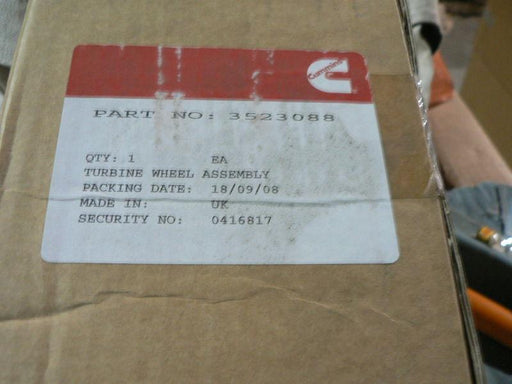 Cummins
PART NO: 3523088
QTY: 1 EA
TURBINE WHEEL ASSEMBLY
PACKING DATE: 18/09/08
MADE IN: UK
SECURITY NO: 0416817